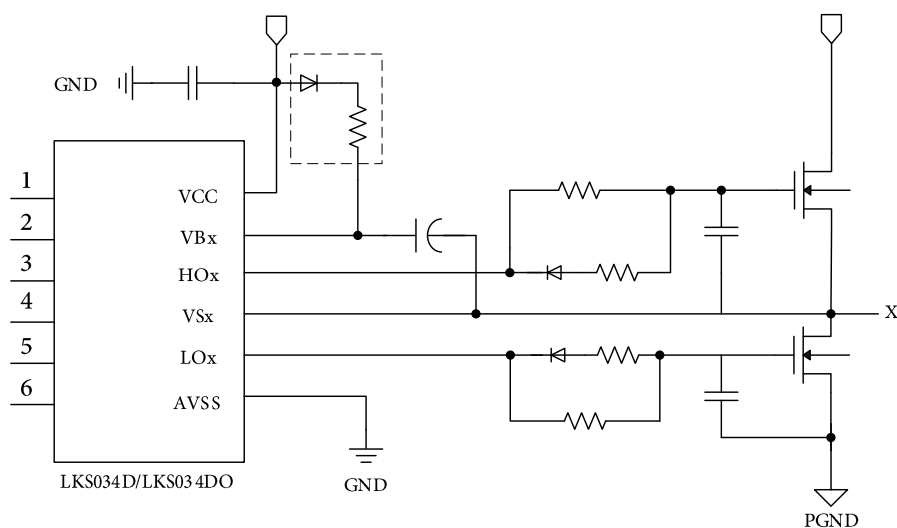 GND
1
2
3
4
5
6
VCC
VBx
HOx
VSx
LOx
AVSS
X
LKS034D/LKS034DO
GND
PGND